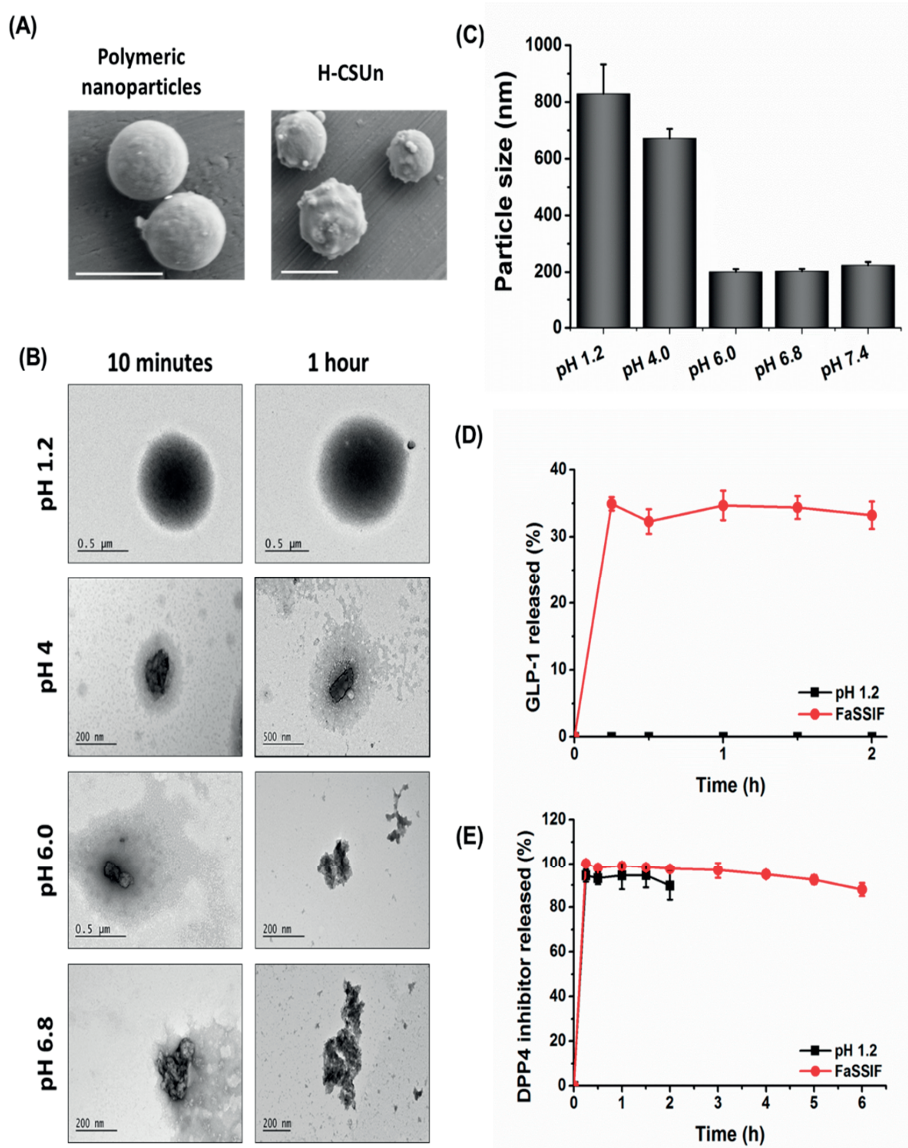 (A)
Polymeric
nanoparticles
H-CSUn
(B)
10 minutes
1 hour
pH 1.2
0.5 µm
0.5 µm
pH 4
200 nm
500 nm
pH 6.0
0.5 µm
200 nm
pH 6.8
200 nm
200 nm
(C)
Particle size (nm)
1000
800
600
400
200
0
pH 1.2
pH 4.0
pH 6.0
pH 6.8
pH 7.4
(D)
GLP-1 released (%)
40
30
20
10
0
0
1
2
pH 1.2
FaSSIF
Time (h)
(E)
DPP4 inhibitor released (%)
120
100
80
60
40
20
0
0
1
2
3
4
5
6
pH 1.2
FaSSIF
Time (h)